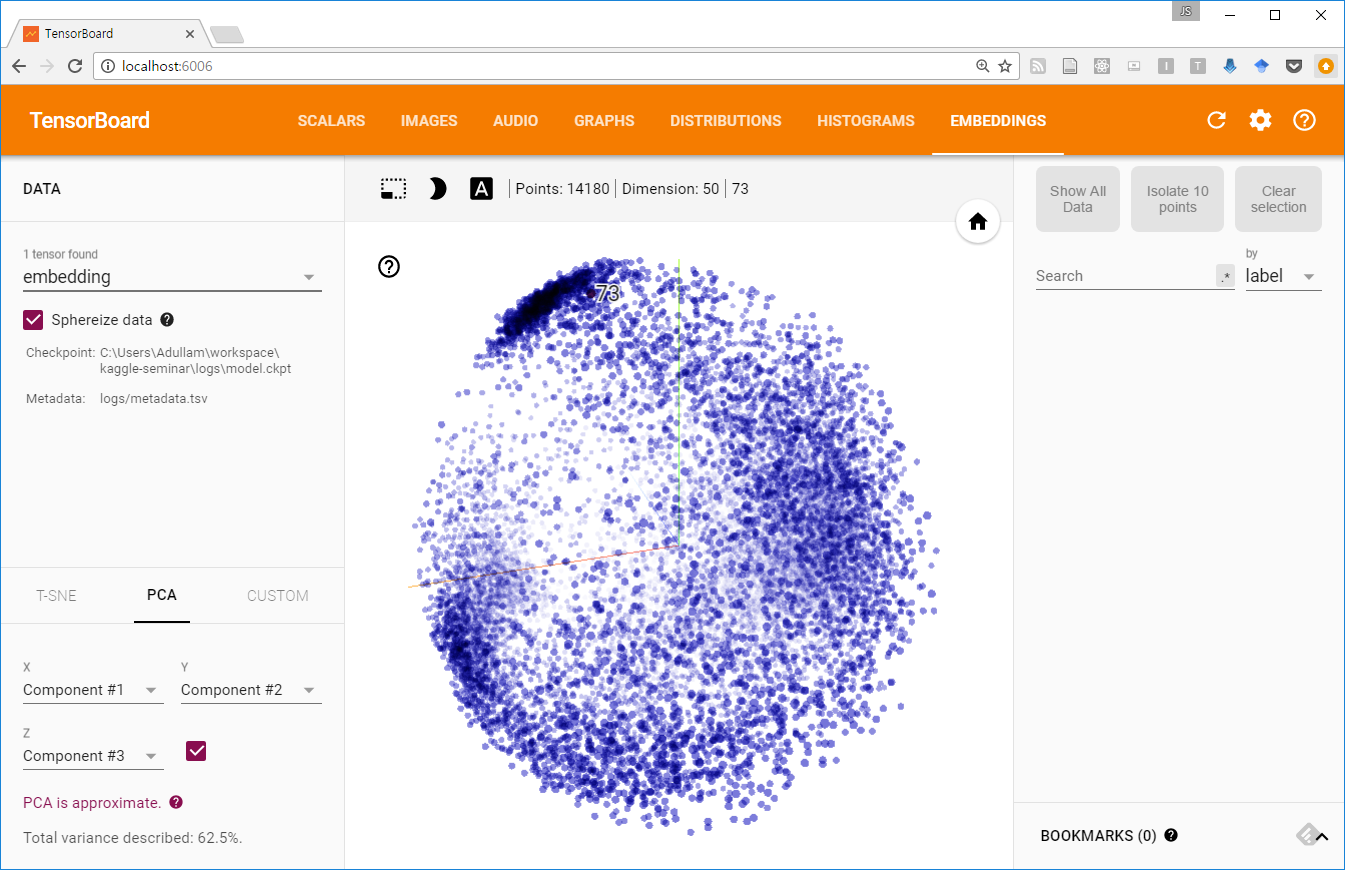 JS
TensorBoard
localhost:6006
TensorBoard
SCALARS IMAGES AUDIO GRAPHS DISTRIBUTIONS HISTOGRAMS EMBEDDINGS
DATA
1 tensor found
embedding
Sphereize data
Checkpoint: C:\Users\Adullam\workspace\
kaggle-seminar\logs\model.ckpt
Metadata: logs/metadata.tsv
T-SNE PCA CUSTOM
X Y
Component #1 Component #2
Z
Component #3
PCA is approximate.
Total variance described: 62.5%.
A
Points: 14180 | Dimension: 50 | 73
73
Show All
Data
Isolate 10
points
Clear
selection
by
Search .* label
BOOKMARKS (0)